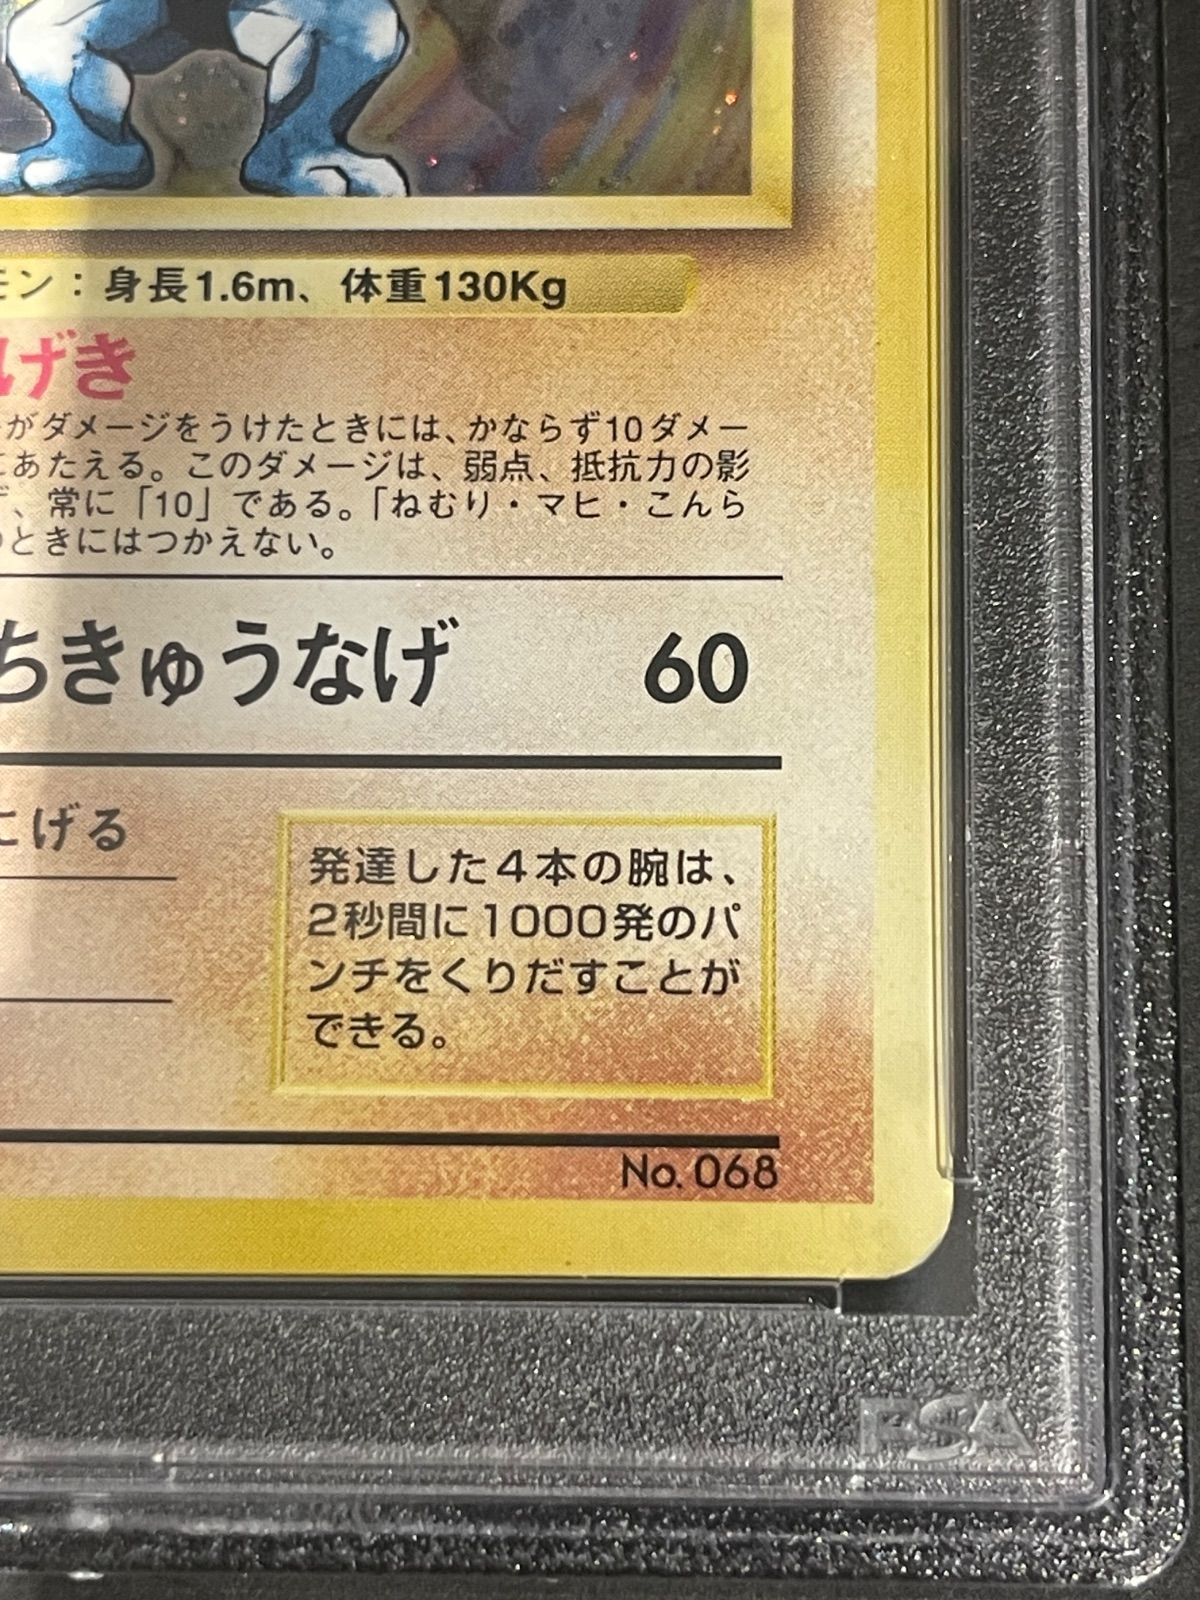 モン：身長1.6m、体重130Kg
げき
がダメージをうけたときには、かならず10ダメー
にあたえる。このダメージは、弱点、抵抗力の影
ず、常に「10」である。「ねむり・マヒ・こんら
のときにはつかえない。
ちきゅうなげ 60
にげる
発達した4本の腕は、
2秒間に1000発のパ
ンチをくりだすことが
できる。
No. 068
PSA